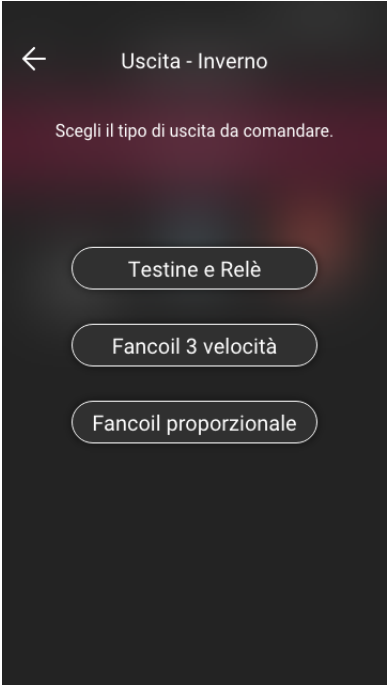 Uscita - Inverno
Scegli il tipo di uscita da comandare.
Testine e Relè
Fancoil 3 velocità
Fancoil proporzionale